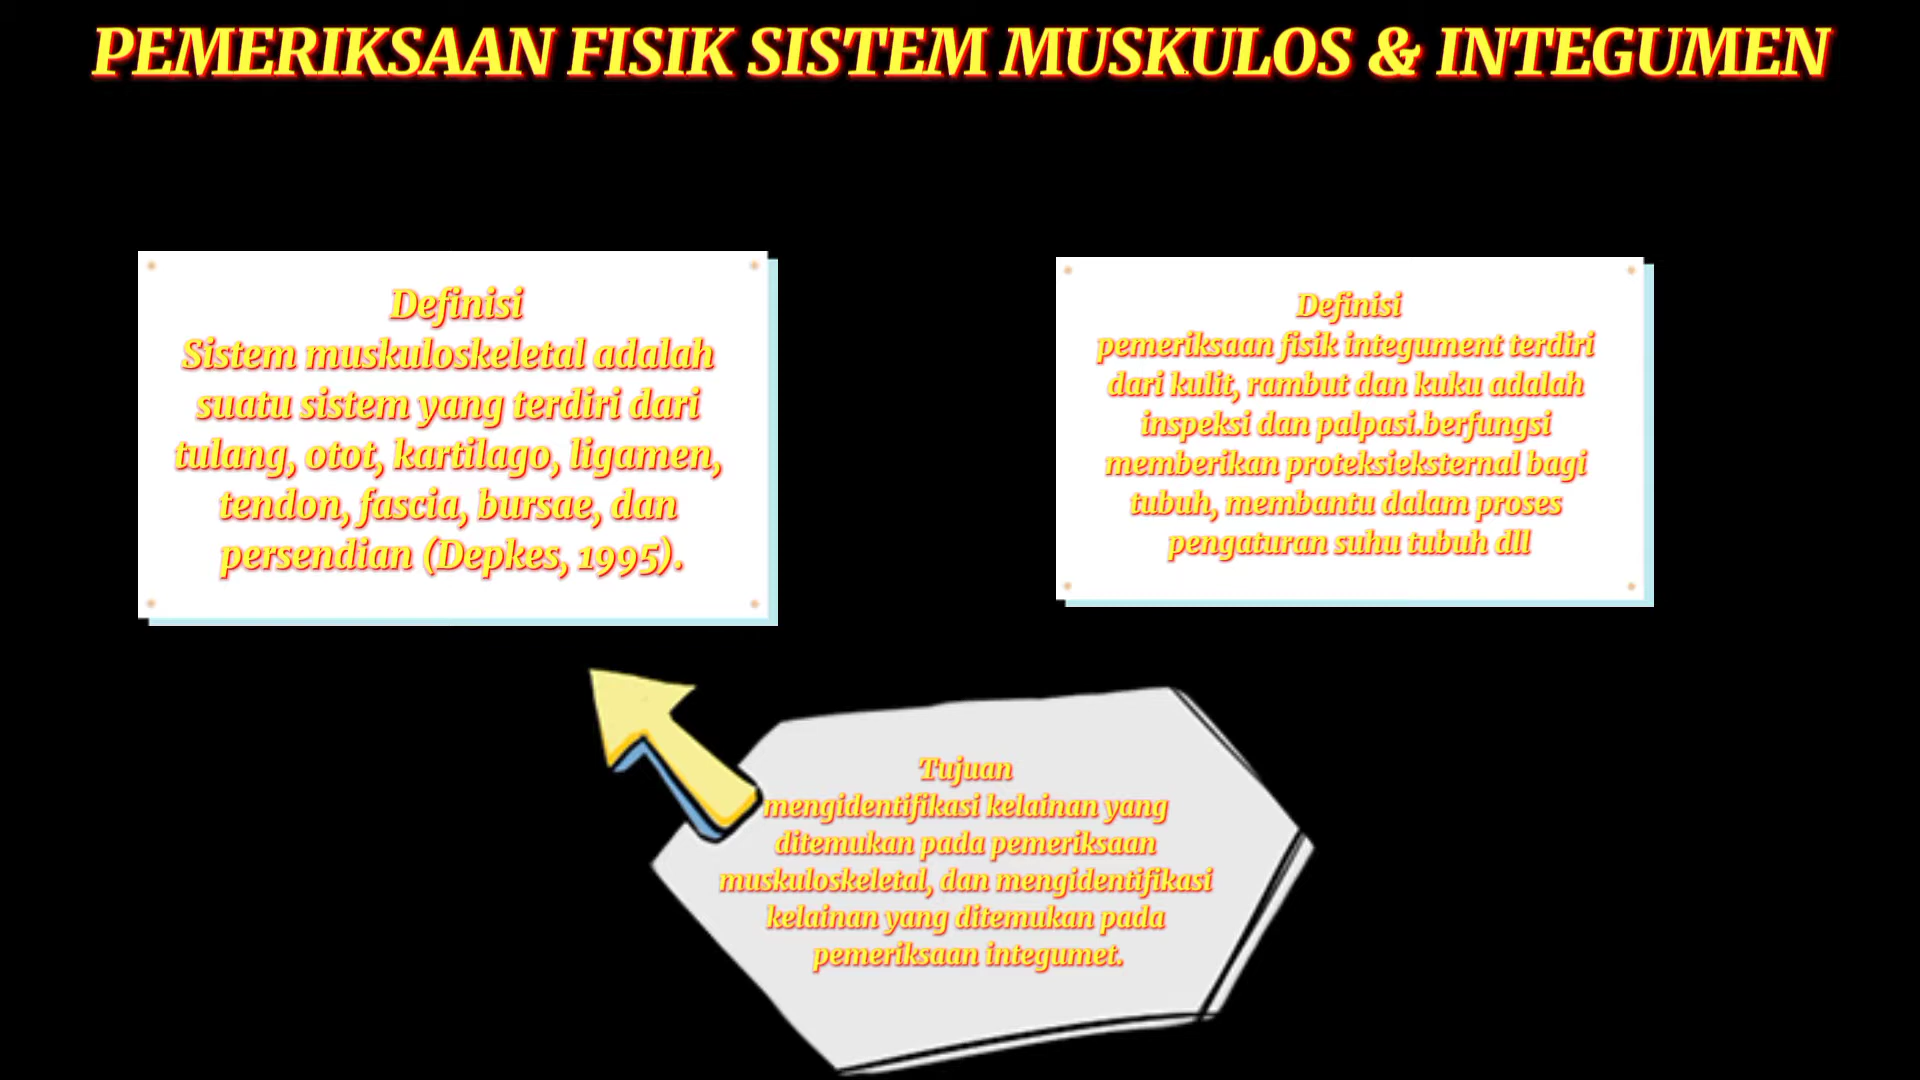 PEMERIKSAAN FISIK SISTEM MUSKULOS & INTEGUMEN
Definisi
Sistem muskuloskeletal adalah
suatu sistem yang terdiri dari
tulang, otot, kartilago, ligamen,
tendon, fascia, bursae, dan
persendian (Depkes, 1995).
Definisi
pemeriksaan fisik integument terdiri
dari kulit, rambut dan kuku adalah
inspeksi dan palpasi.berfungsi
memberikan proteksieksternal bagi
tubuh, membantu dalam proses
pengaturan suhu tubuh dll
Tujuan
mengidentifikasi kelainan yang
ditemukan pada pemeriksaan
muskuloskeletal, dan mengidentifikasi
kelainan yang ditemukan pada
pemeriksaan integumet.